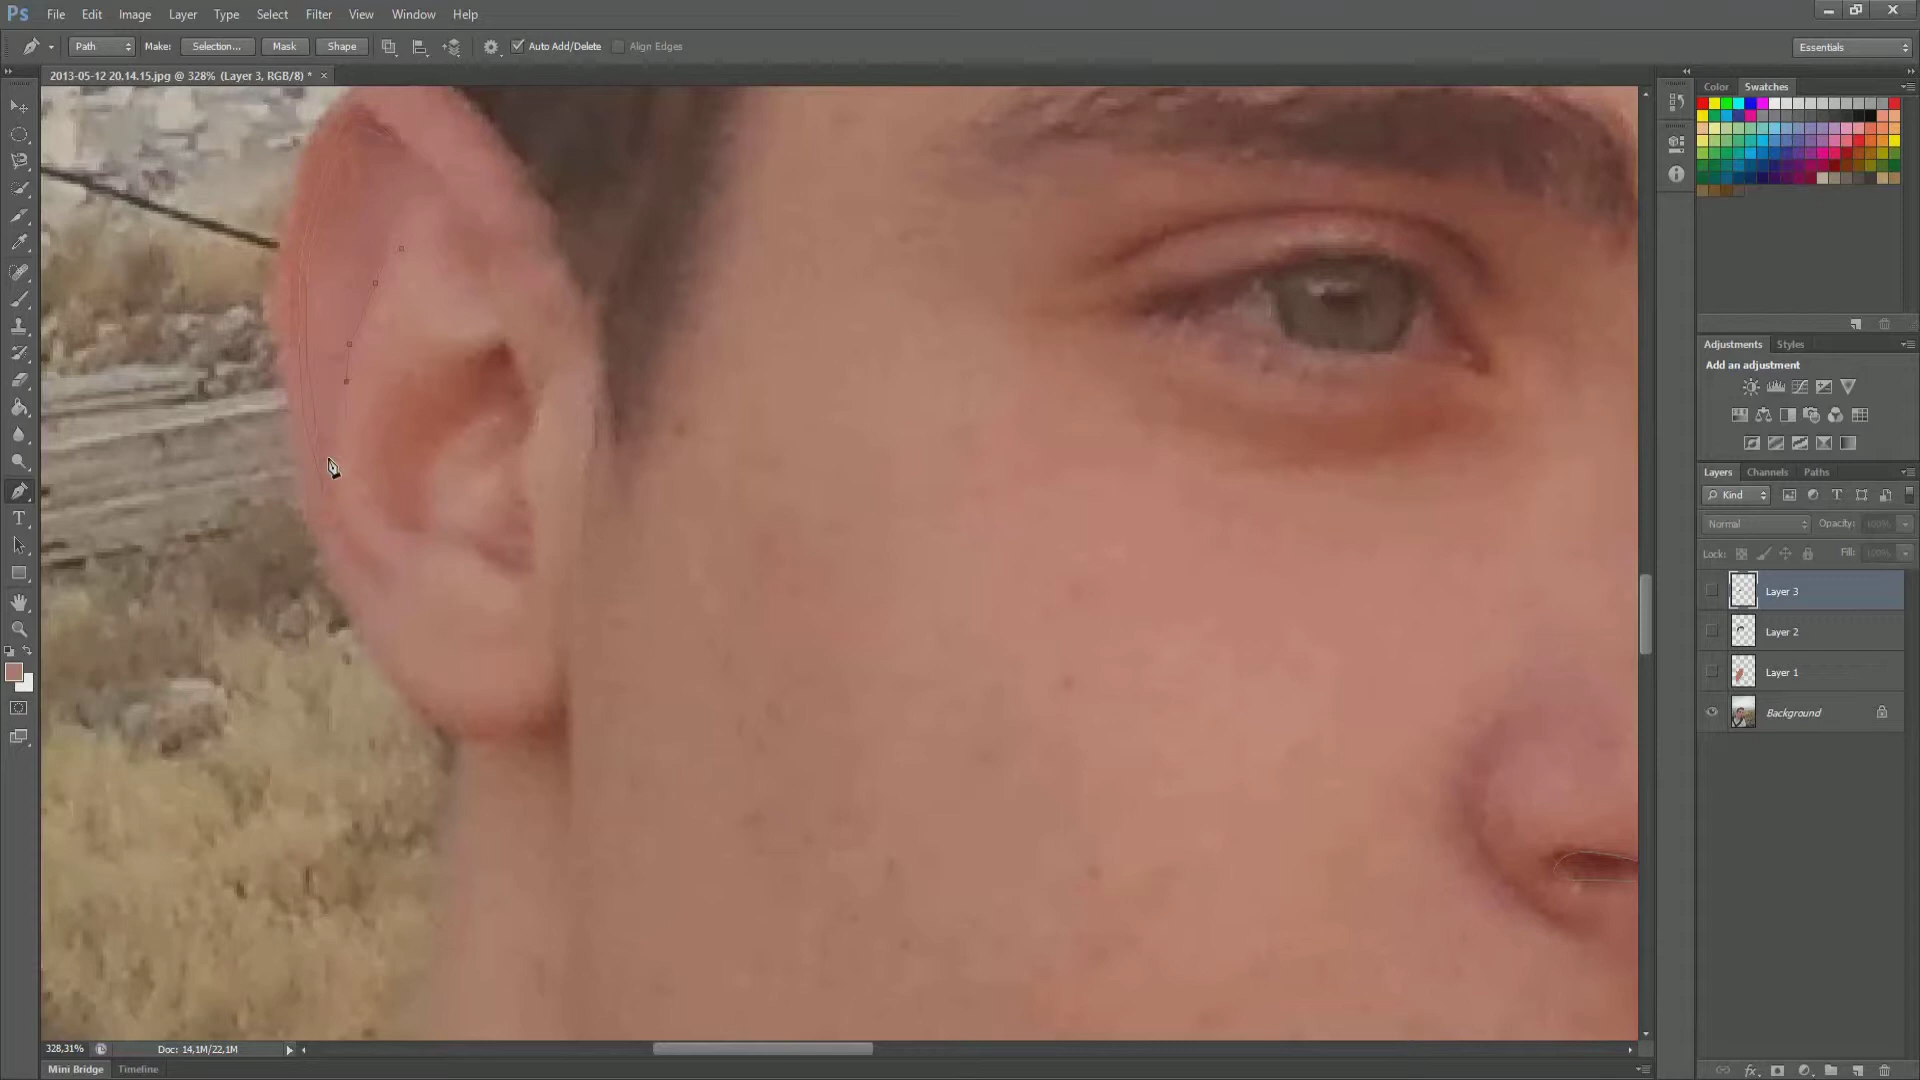 Ps File Edit Image Layer Type Select Filter View Window Help
Path Make: Selection... Mask Shape Auto Add/Delete Align Edges Essentials
2013-05-12 20.14.15.jpg @ 328% (Layer 3, RGB/8) * ×
Color Swatches
Adjustments Styles
Add an adjustment
Layers Channels Paths
Kind
Normal Opacity: 100%
Lock: Fill: 100%
Layer 3
Layer 2
Layer 1
Background
328,31% Doc: 14,1M/22,1M
Mini Bridge Timeline